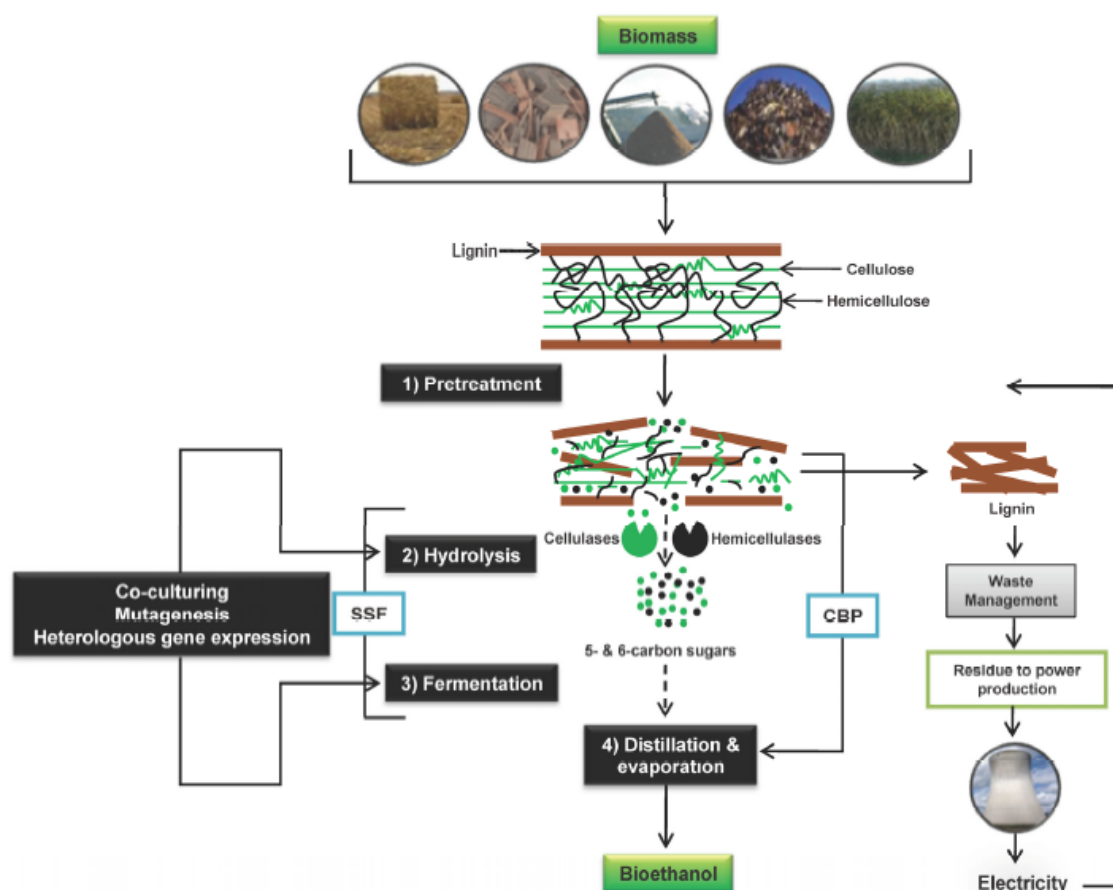 Biomass
Lignin
Cellulose
Hemicellulose
1) Pretreatment
Cellulases
Hemicellulases
Lignin
2) Hydrolysis
Co-culturing
Mutagenesis
Heterologous gene expression
SSF
CBP
Waste
Management
5- & 6-carbon sugars
3) Fermentation
Residue to power
production
4) Distillation &
evaporation
Bioethanol
Electricity